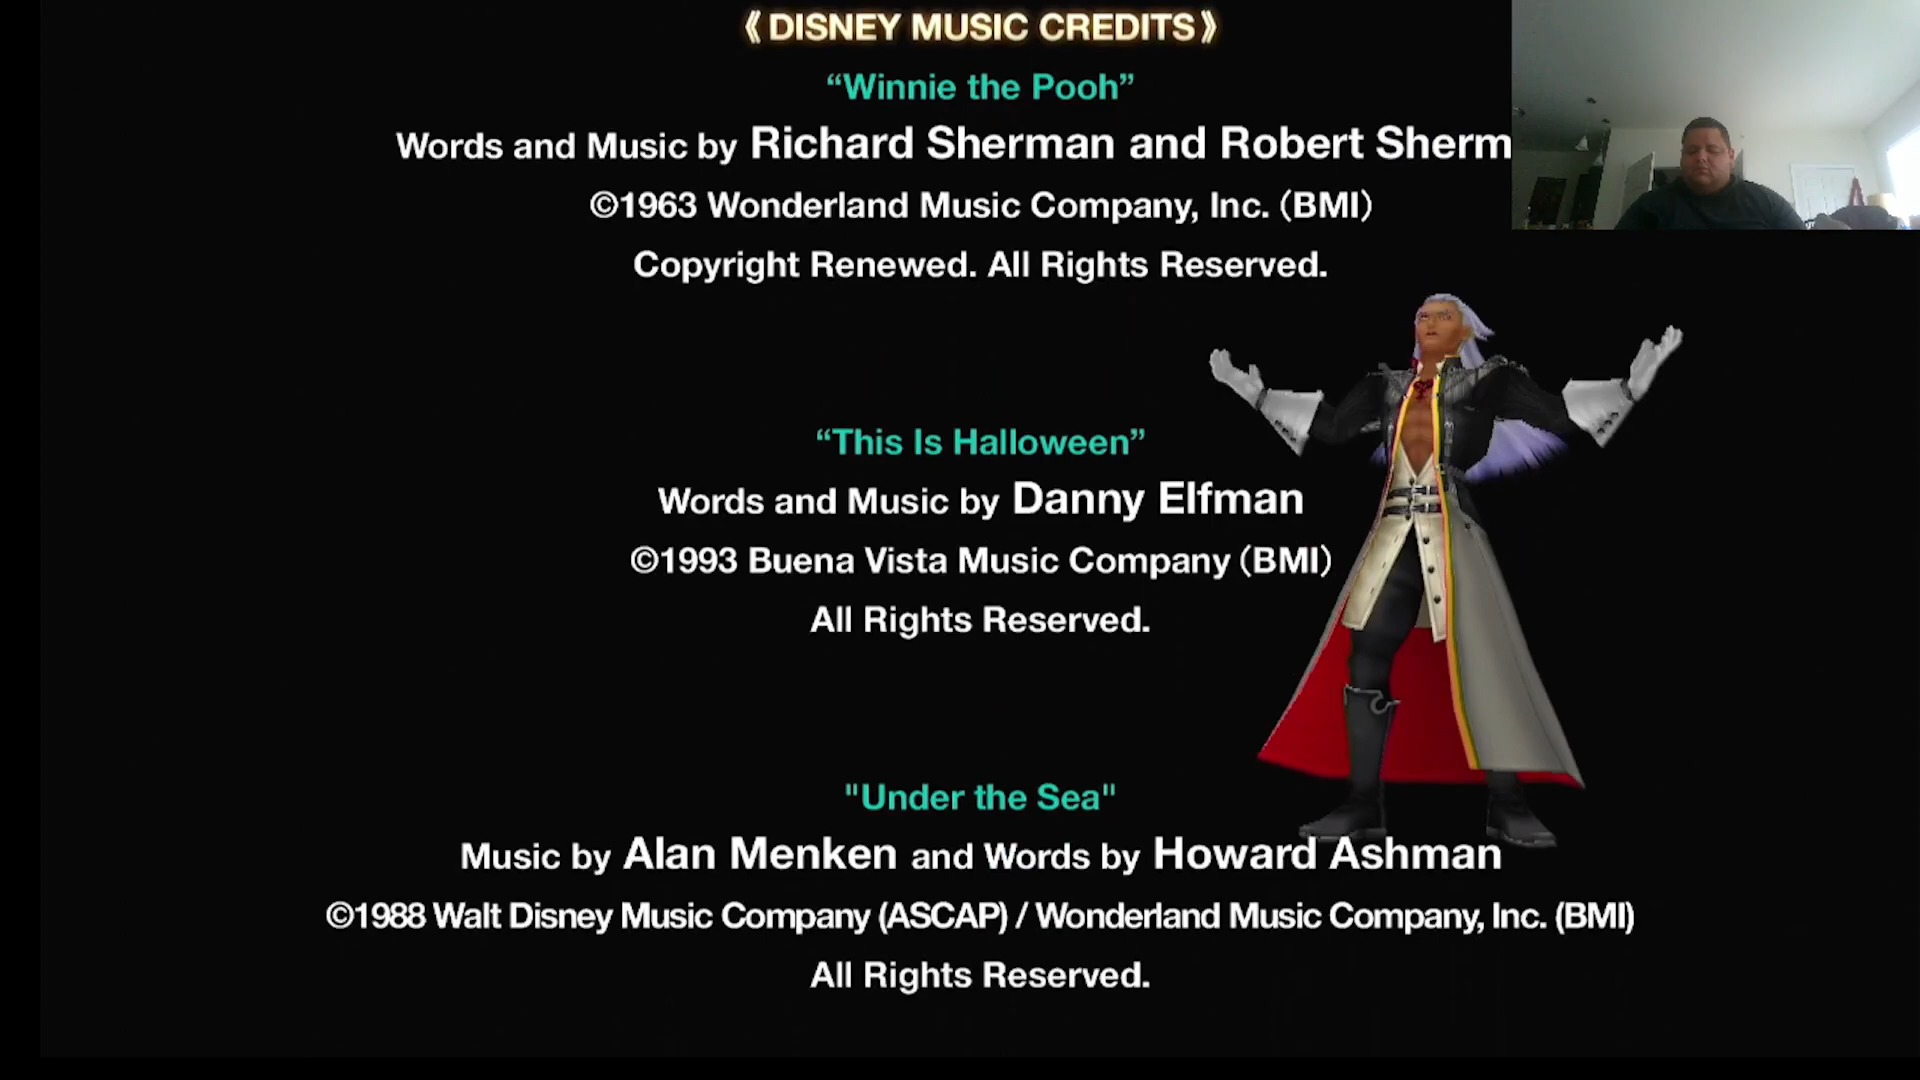 《DISNEY MUSIC CREDITS》
“Winnie the Pooh”
Words and Music by Richard Sherman and Robert Sherm
©1963 Wonderland Music Company, Inc. (BMI)
Copyright Renewed. All Rights Reserved.
“This Is Halloween”
Words and Music by Danny Elfman
©1993 Buena Vista Music Company (BMI)
All Rights Reserved.
"Under the Sea"
Music by Alan Menken and Words by Howard Ashman
©1988 Walt Disney Music Company (ASCAP) / Wonderland Music Company, Inc. (BMI)
All Rights Reserved.